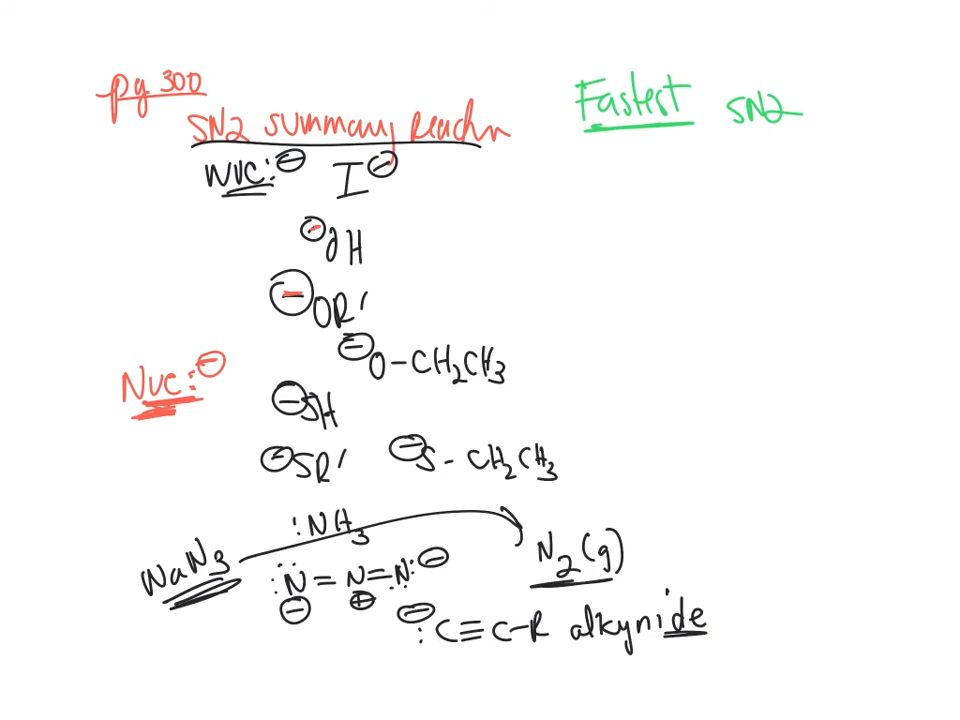 pg 300
Fastest SN2
SN2 summary Reactn
NUC:⊖ I⊖
⊖OH
⊖OR'
⊖O-CH2CH3
NUC:⊖
⊖SH
⊖SR' ⊖S-CH2CH3
:NH3
NaN3 N2(g)
:N̈=N=N̈:⊖
⊖ ⊕
⊖:C≡C-R alkynide